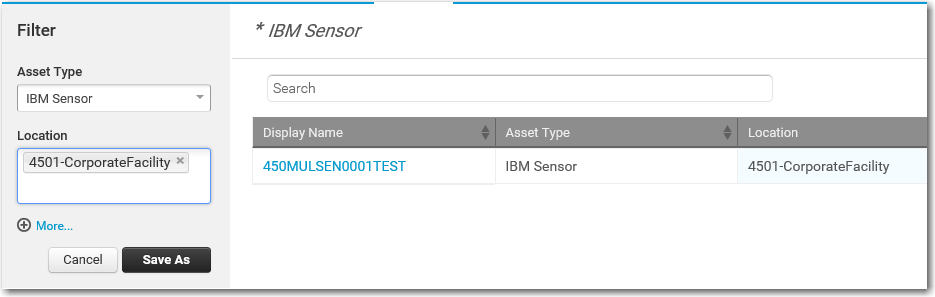 Filter
Asset Type
IBM Sensor
Location
4501-CorporateFacility ×
More...
Cancel Save As
* IBM Sensor
Search
Display Name Asset Type Location
450MULSEN0001TEST IBM Sensor 4501-CorporateFacility